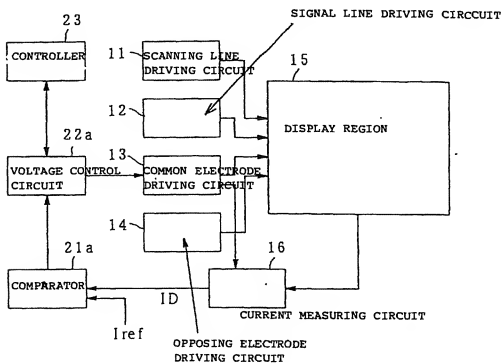 SIGNAL LINE DRIVING CIRCCUIT
23
CONTROLLER
11
SCANNING LINE
DRIVING CIRCUIT
15
12
DISPLAY REGION
22a
VOLTAGE CONTROL
CIRCUIT
13
COMMON ELECTRODE
DRIVING CIRCUIT
14
21a
16
COMPARATOR
ID
Iref
CURRENT MEASURING CIRCUIT
OPPOSING ELECTRODE
DRIVING CIRCUIT